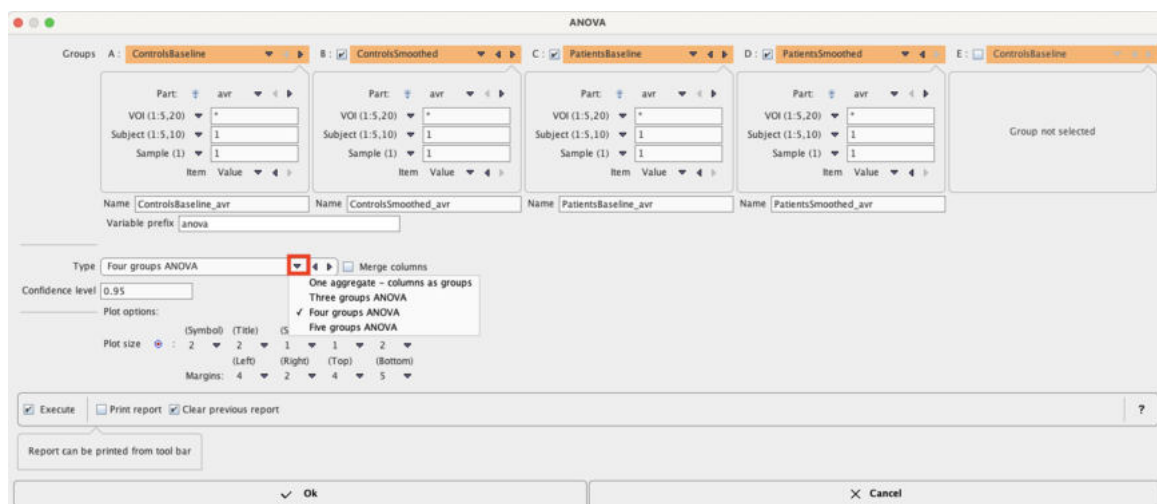 ANOVA
Groups A : ControlsBaseline B : ControlsSmoothed C : PatientsBaseline D : PatientsSmoothed E : ControlsBaseline
Part: avr Part: avr Part: avr Part: avr
VOI (1:5,20) * VOI (1:5,20) * VOI (1:5,20) * VOI (1:5,20) *
Subject (1:5,10) 1 Subject (1:5,10) 1 Subject (1:5,10) 1 Subject (1:5,10) 1 Group not selected
Sample (1) 1 Sample (1) 1 Sample (1) 1 Sample (1) 1
Item Value Item Value Item Value Item Value
Name ControlsBaseline_avr Name ControlsSmoothed_avr Name PatientsBaseline_avr Name PatientsSmoothed_avr
Variable prefix anova
Type Four groups ANOVA Merge columns
One aggregate - columns as groups
Confidence level 0.95
Three groups ANOVA
Plot options: ✓ Four groups ANOVA
(Symbol) (Title) (S Five groups ANOVA
Plot size : 2 2 1 1 2
(Left) (Right) (Top) (Bottom)
Margins: 4 2 4 5
Execute Print report Clear previous report ?
Report can be printed from tool bar
Ok Cancel